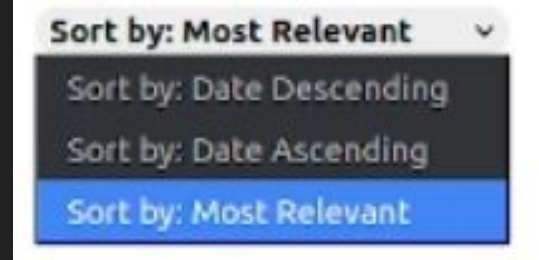 Sort by: Most Relevant
Sort by: Date Descending
Sort by: Date Ascending
Sort by: Most Relevant